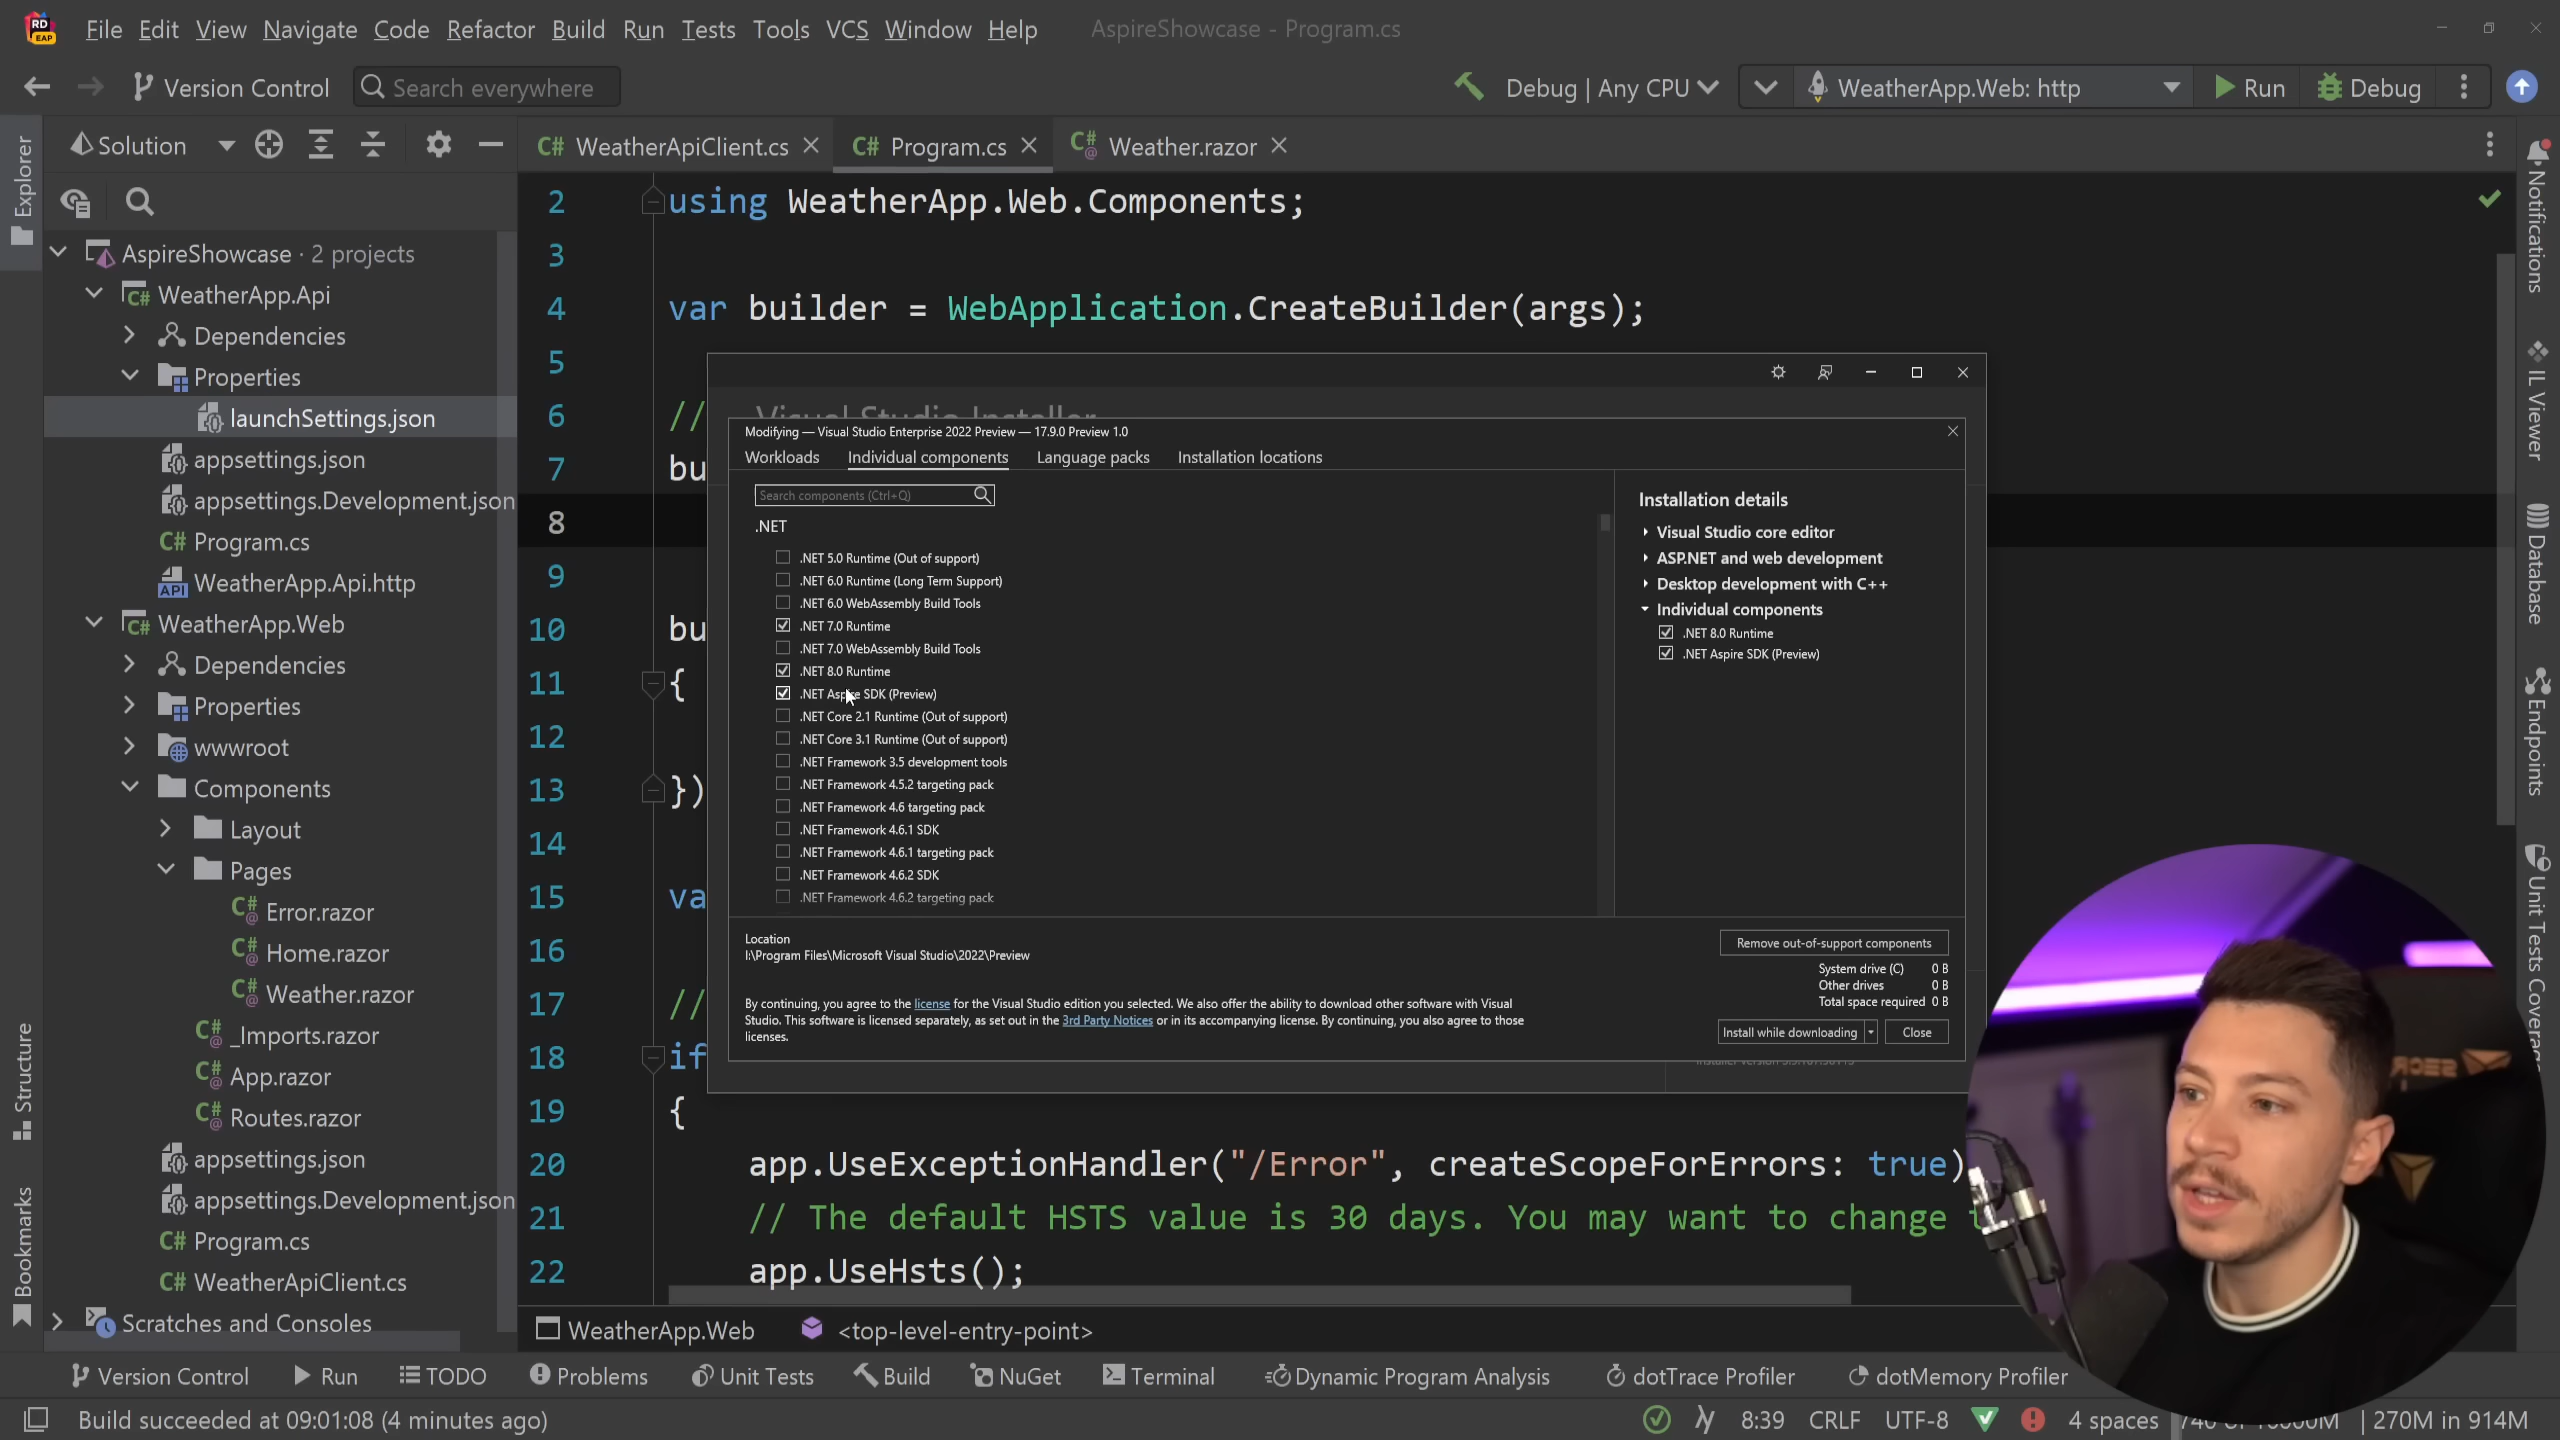 File Edit View Navigate Code Refactor Build Run Tests Tools VCS Window Help AspireShowcase - Program.cs
Version Control Search everywhere Debug | Any CPU WeatherApp.Web: http Run Debug
Explorer
Structure
Bookmarks
Solution
AspireShowcase · 2 projects
WeatherApp.Api
Dependencies
Properties
launchSettings.json
appsettings.json
appsettings.Development.json
C# Program.cs
API WeatherApp.Api.http
WeatherApp.Web
Dependencies
Properties
wwwroot
Components
Layout
Pages
Error.razor
Home.razor
Weather.razor
_Imports.razor
App.razor
Routes.razor
appsettings.json
appsettings.Development.json
C# Program.cs
C# WeatherApiClient.cs
Scratches and Consoles
C# WeatherApiClient.cs C# Program.cs C# Weather.razor
2 using WeatherApp.Web.Components;
3
4 var builder = WebApplication.CreateBuilder(args);
5
6 //
7 bu
8
9
10 bu
11 {
12
13 })
14
15 va
16
17 //
18 if
19 {
20 app.UseExceptionHandler("/Error", createScopeForErrors: true)
21 // The default HSTS value is 30 days. You may want to change
22 app.UseHsts();
Visual Studio Installer
Modifying — Visual Studio Enterprise 2022 Preview — 17.9.0 Preview 1.0
Workloads Individual components Language packs Installation locations
Search components (Ctrl+Q)
.NET
.NET 5.0 Runtime (Out of support)
.NET 6.0 Runtime (Long Term Support)
.NET 6.0 WebAssembly Build Tools
.NET 7.0 Runtime
.NET 7.0 WebAssembly Build Tools
.NET 8.0 Runtime
.NET Aspire SDK (Preview)
.NET Core 2.1 Runtime (Out of support)
.NET Core 3.1 Runtime (Out of support)
.NET Framework 3.5 development tools
.NET Framework 4.5.2 targeting pack
.NET Framework 4.6 targeting pack
.NET Framework 4.6.1 SDK
.NET Framework 4.6.1 targeting pack
.NET Framework 4.6.2 SDK
.NET Framework 4.6.2 targeting pack
Installation details
Visual Studio core editor
ASP.NET and web development
Desktop development with C++
Individual components
.NET 8.0 Runtime
.NET Aspire SDK (Preview)
Location
I:\Program Files\Microsoft Visual Studio\2022\Preview
By continuing, you agree to the license for the Visual Studio edition you selected. We also offer the ability to download other software with Visual
Studio. This software is licensed separately, as set out in the 3rd Party Notices or in its accompanying license. By continuing, you also agree to those
licenses.
Remove out-of-support components
System drive (C) 0 B
Other drives 0 B
Total space required 0 B
Install while downloading Close
Notifications
IL Viewer
Database
Endpoints
Unit Tests Coverage
WeatherApp.Web <top-level-entry-point>
Version Control Run TODO Problems Unit Tests Build NuGet Terminal Dynamic Program Analysis dotTrace Profiler dotMemory Profiler
Build succeeded at 09:01:08 (4 minutes ago) 8:39 CRLF UTF-8 4 spaces 270M in 914M